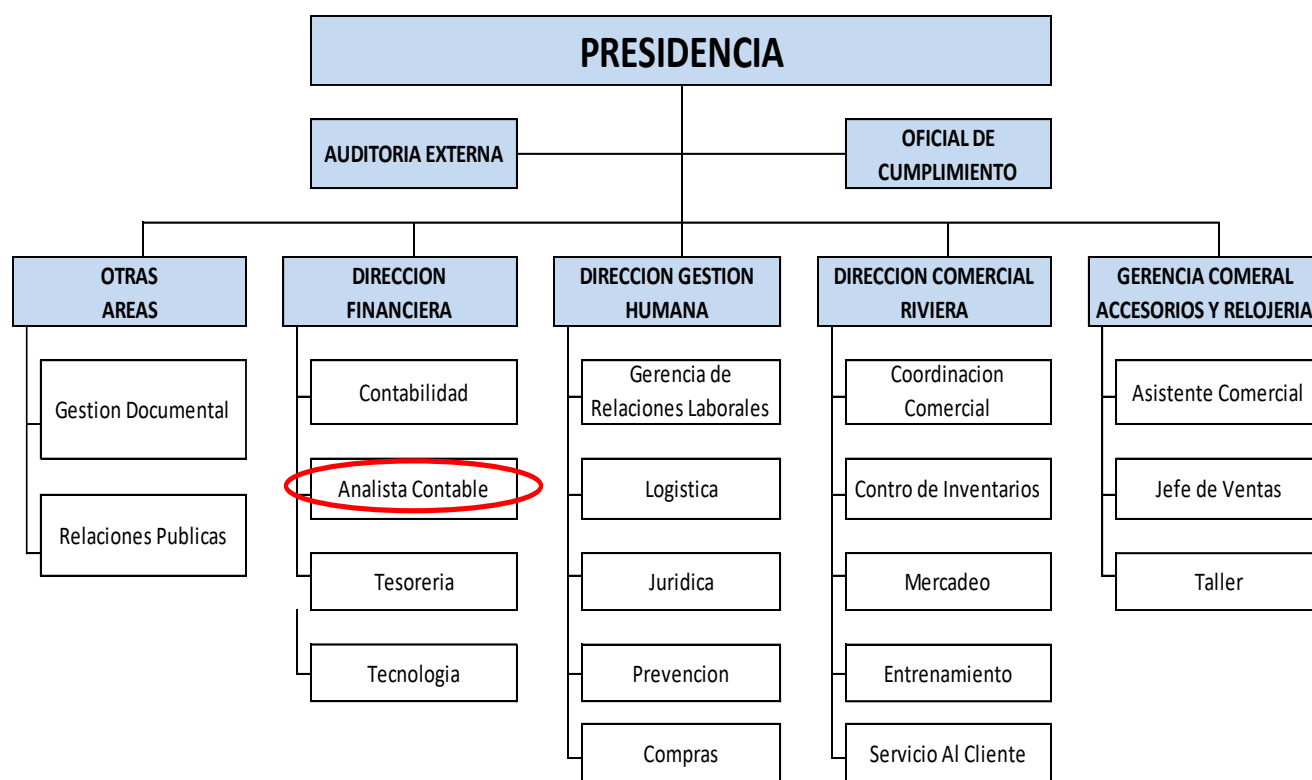 PRESIDENCIA
AUDITORIA EXTERNA
OFICIAL DE
CUMPLIMIENTO
OTRAS
AREAS
DIRECCION
FINANCIERA
DIRECCION GESTION
HUMANA
DIRECCION COMERCIAL
RIVIERA
GERENCIA COMERAL
ACCESORIOS Y RELOJERIA
Gestion Documental
Relaciones Publicas
Contabilidad
Analista Contable
Tesoreria
Tecnologia
Gerencia de
Relaciones Laborales
Logistica
Juridica
Prevencion
Compras
Coordinacion
Comercial
Contro de Inventarios
Mercadeo
Entrenamiento
Servicio Al Cliente
Asistente Comercial
Jefe de Ventas
Taller